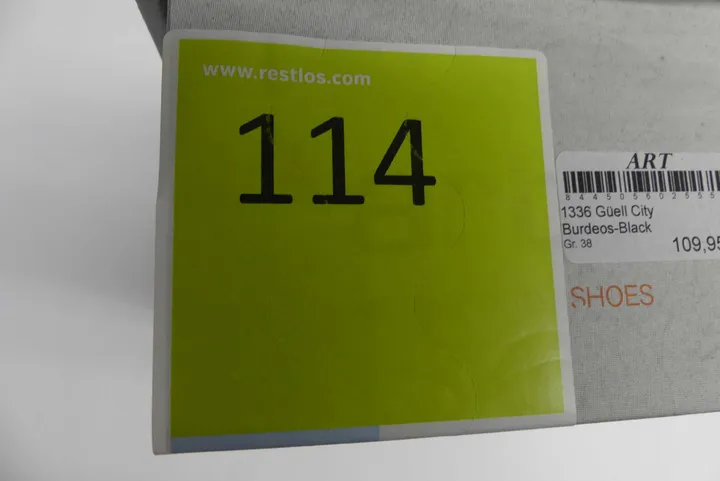 www.restlos.com
114
ART
1336 Güell City
Burdeos-Black
Gr. 38
109,95
SHOES